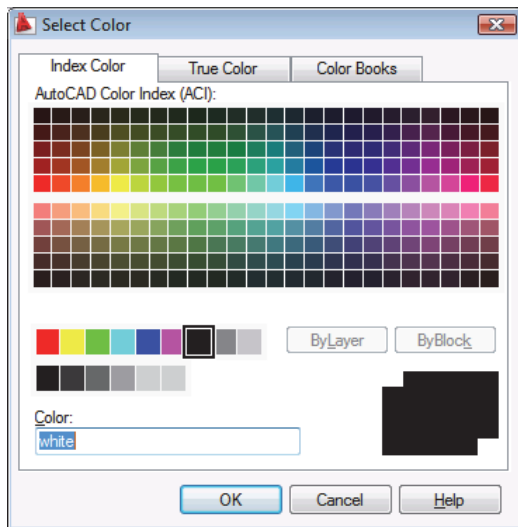 Select Color
Index Color True Color Color Books
AutoCAD Color Index (ACI):
ByLayer ByBlock
Color:
white
OK Cancel Help